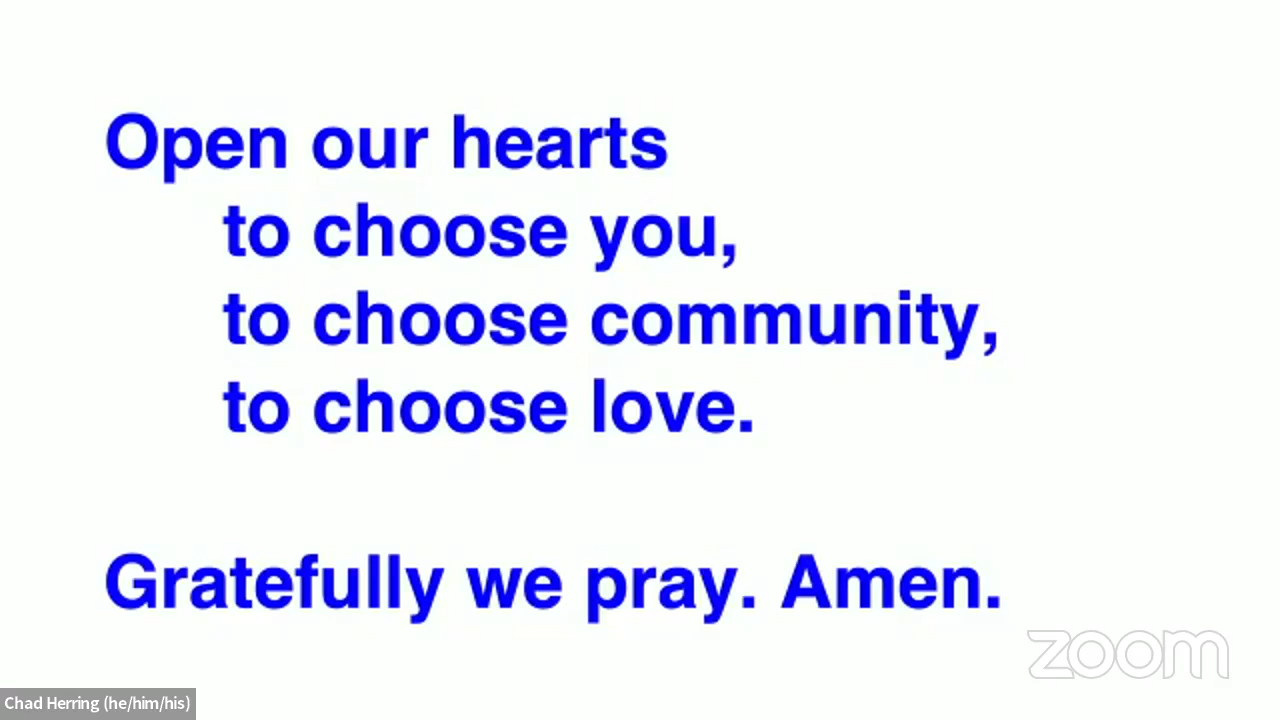 Open our hearts
to choose you,
to choose community,
to choose love.
Gratefully we pray. Amen.
zoom
Chad Herring (he/him/his)